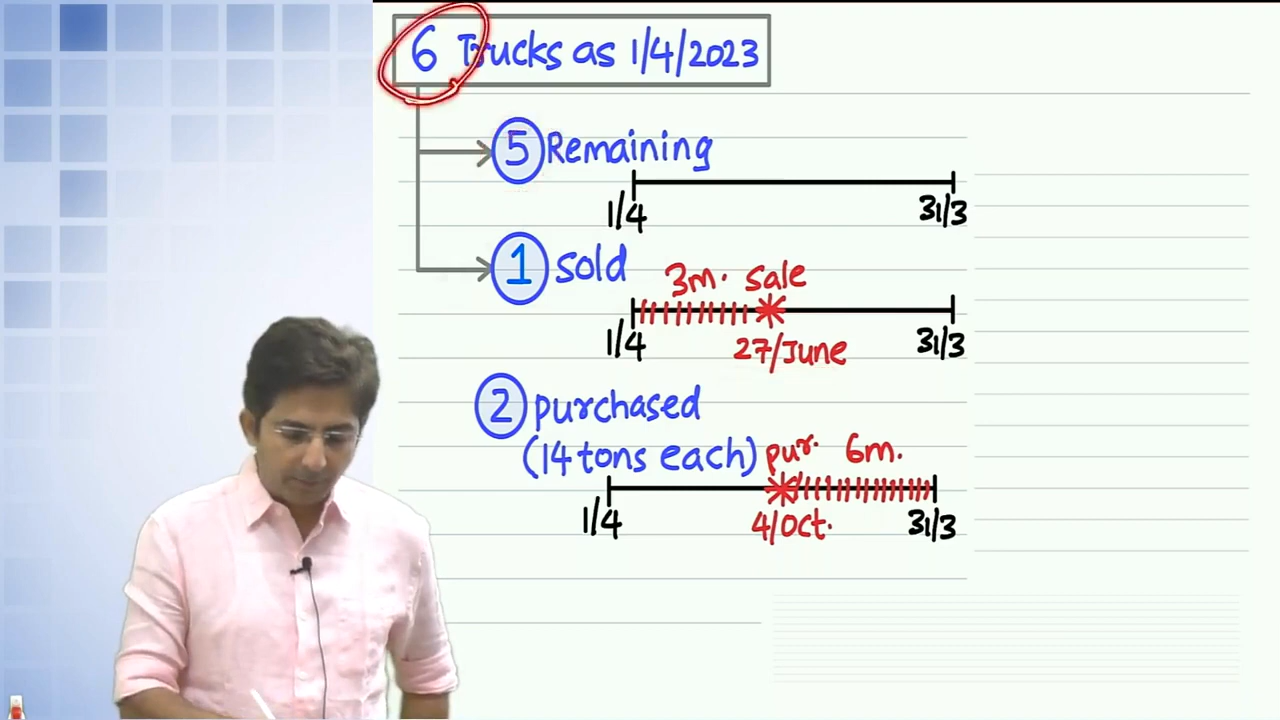 6 Trucks as 1/4/2023
5 Remaining
1/4 31/3
1 sold
3m. sale
1/4 27/June 31/3
2 purchased
(14 tons each) pur. 6m.
1/4 4/Oct. 31/3